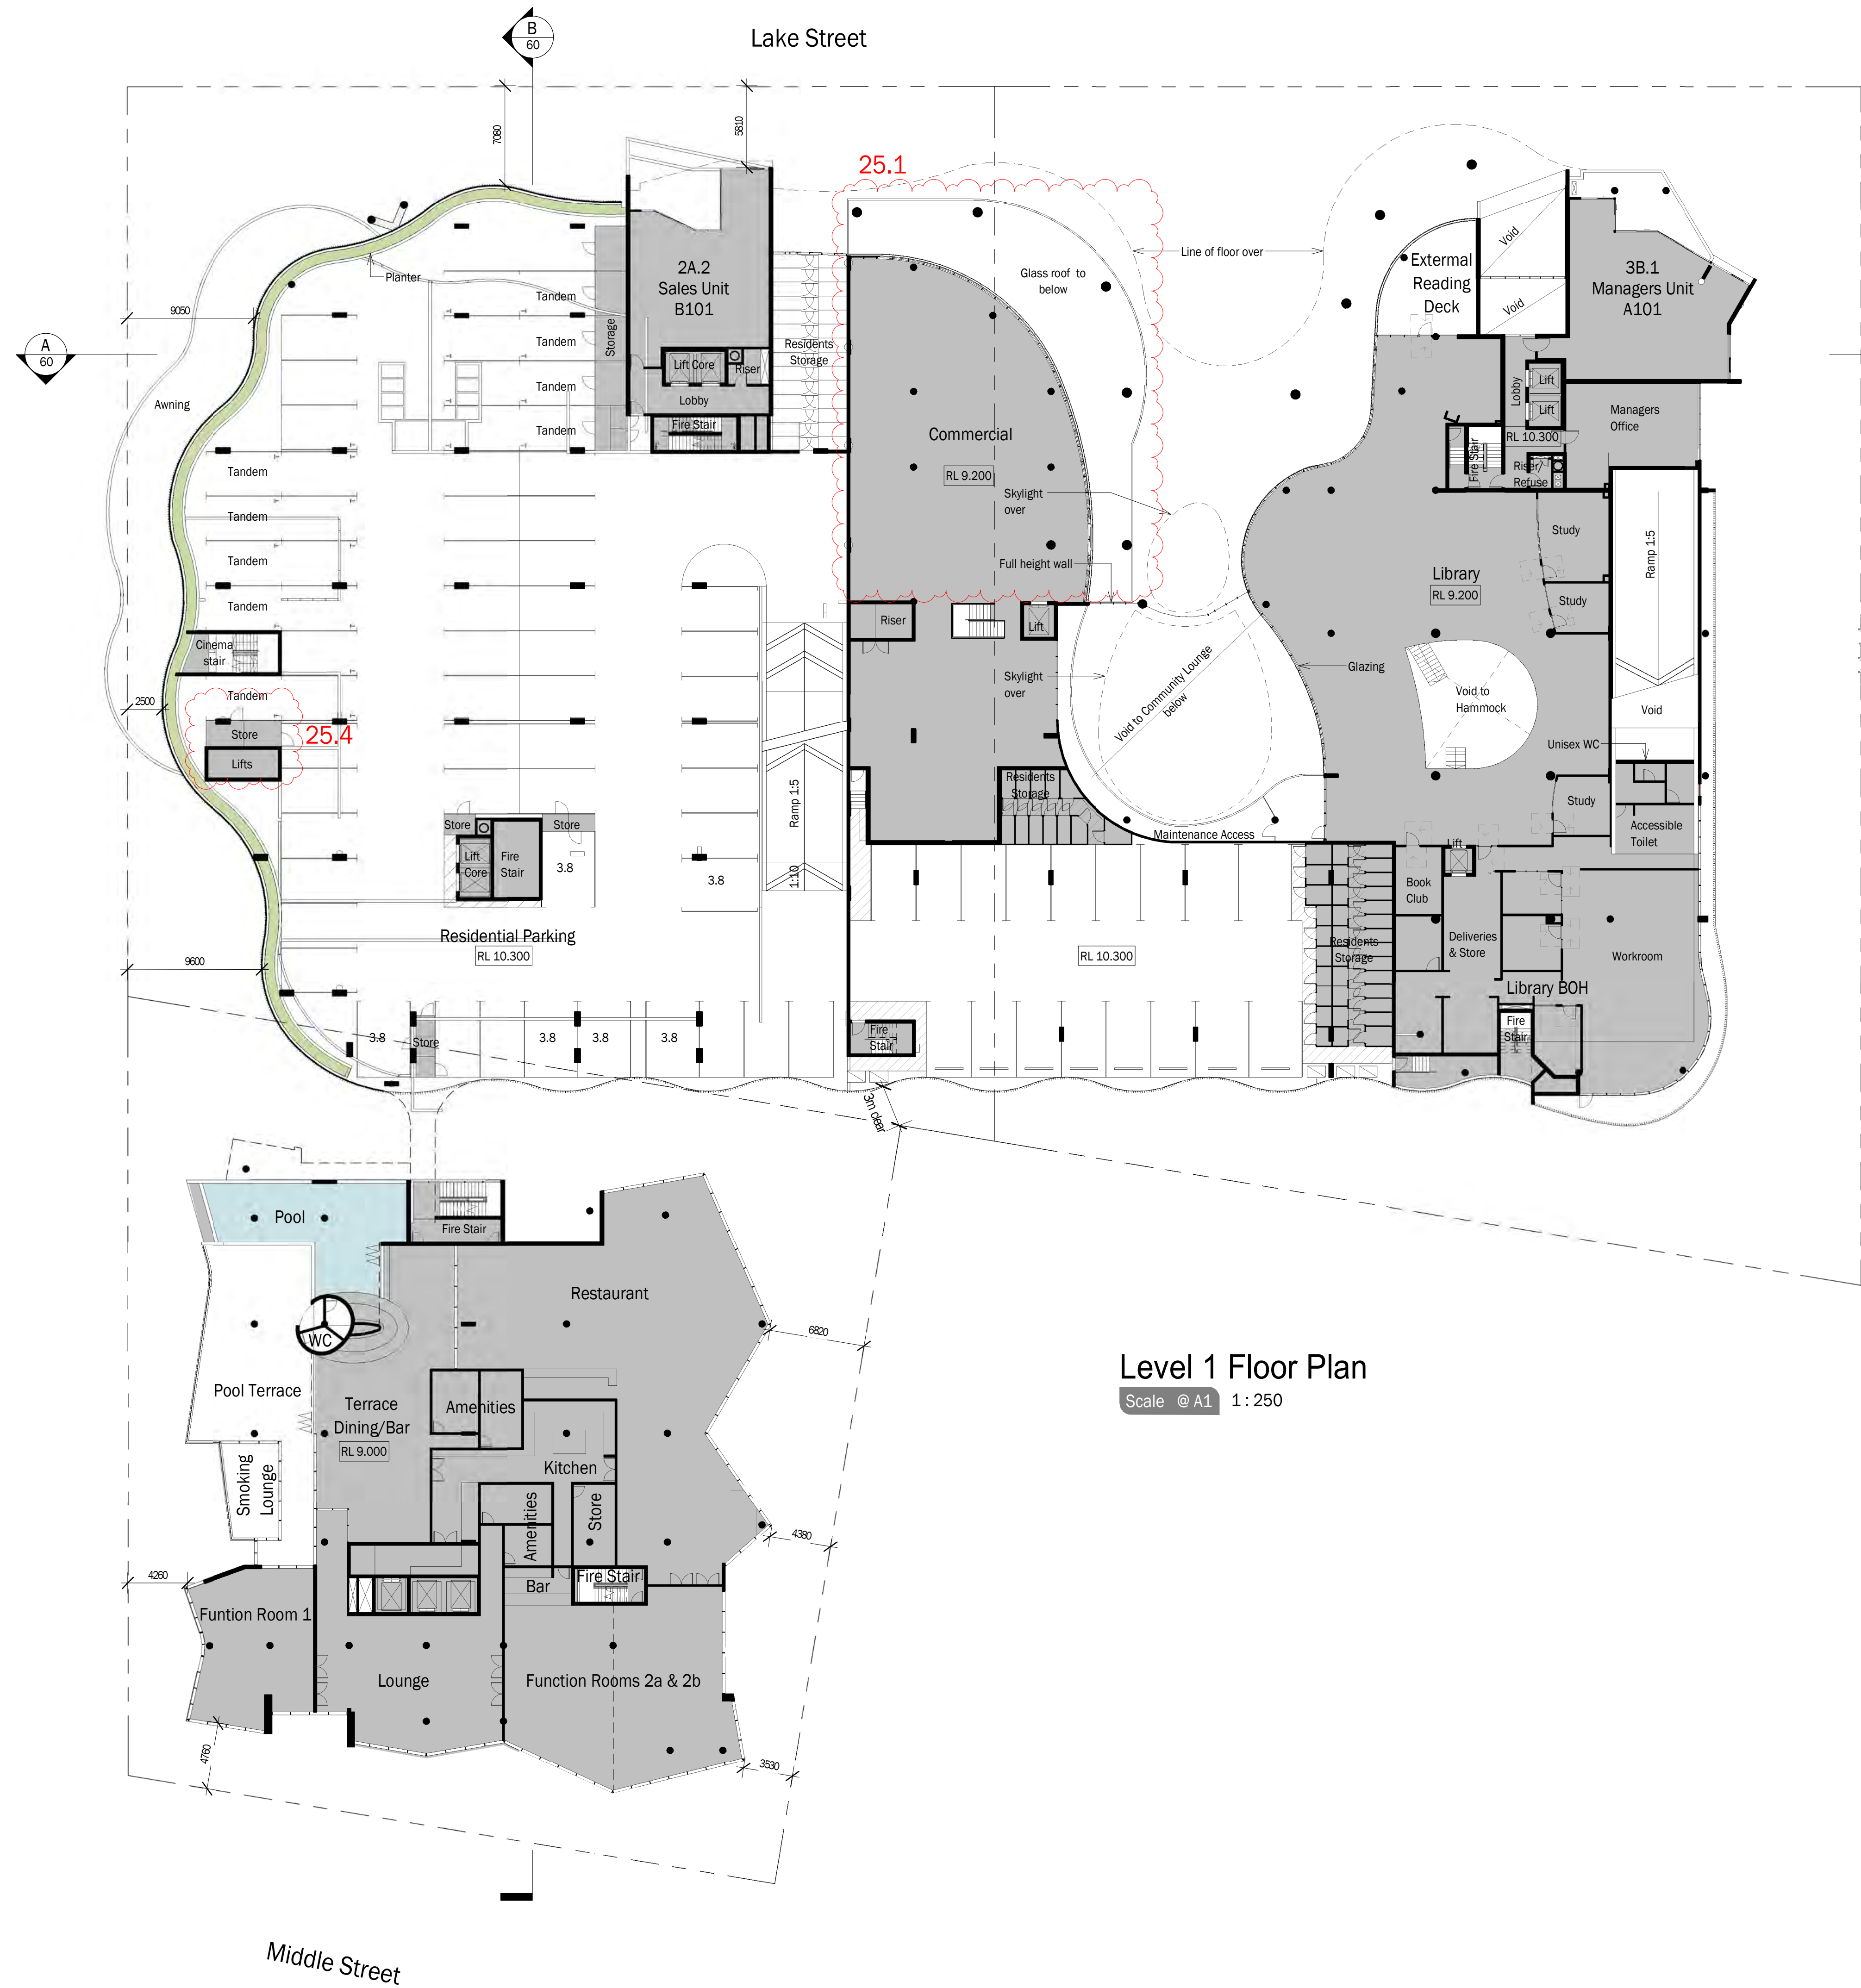 B
60
Lake Street
7080
5810
25.1
Line of floor over
Void
Void
External
Reading
Deck
3B.1
Managers Unit
A101
2A.2
Sales Unit
B101
Glass roof to
below
Planter
9050
A
60
Tandem
Tandem
Tandem
Tandem
Storage
Residents
Storage
Lift Core
Riser
Lobby
Fire Stair
Awning
Lobby
Lift
Lift
Managers
Office
RL 10.300
Fire Stair
Riser/
Refuse
Commercial
RL 9.200
Tandem
Tandem
Tandem
Tandem
Skylight
over
Full height wall
Study
Ramp 1:5
Library
RL 9.200
Study
Riser
Lift
Cinema
stair
Tandem
2500
Store
25.4
Lifts
Skylight
over
Void to Community Lounge
below
Glazing
Void to
Hammock
Void
Unisex WC
Ramp 1:5
1:10
Residents
Storage
Study
Accessible
Toilet
Maintenance Access
Store
Store
Lift
Core
Fire
Stair
3.8
3.8
Lift
Book
Club
Residential Parking
RL 10.300
RL 10.300
Residents
Storage
Deliveries
& Store
Workroom
Library BOH
9600
3.8
Store
3.8
3.8
3.8
Fire
Stair
Fire
Stair
3m clear
Pool
Fire Stair
Restaurant
WC
6820
Level 1 Floor Plan
Scale @ A1 1 : 250
Pool Terrace
Terrace
Dining/Bar
RL 9.000
Amenities
Kitchen
Smoking
Lounge
Amenities
Store
4380
4260
Bar
Fire Stair
Funtion Room 1
Lounge
Function Rooms 2a & 2b
4760
3530
Middle Street